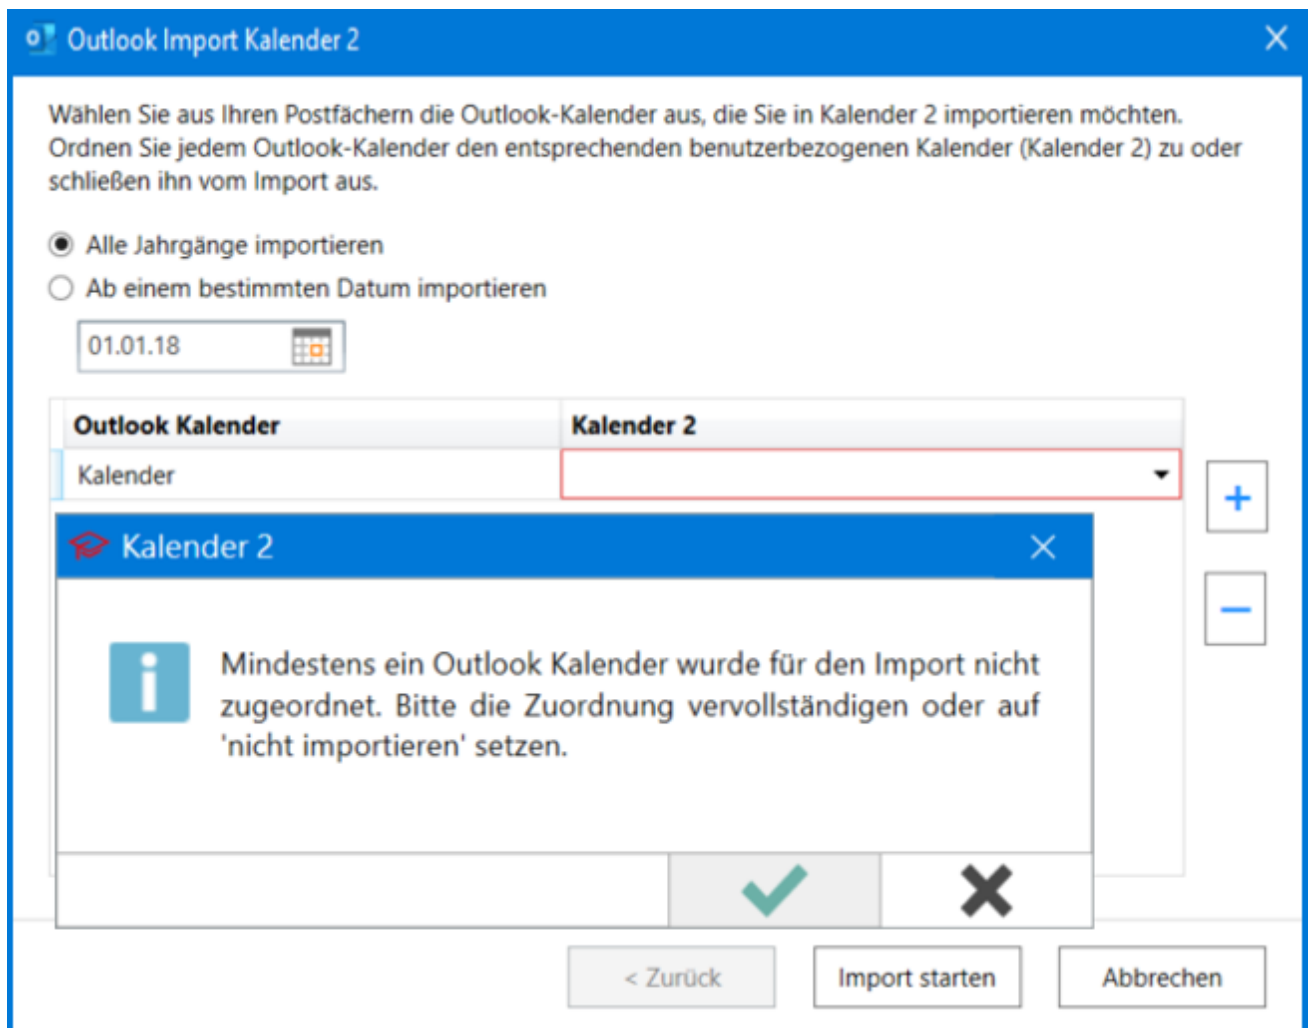 Outlook Import Kalender 2
Wählen Sie aus Ihren Postfächern die Outlook-Kalender aus, die Sie in Kalender 2 importieren möchten.
Ordnen Sie jedem Outlook-Kalender den entsprechenden benutzerbezogenen Kalender (Kalender 2) zu oder
schließen ihn vom Import aus.
Alle Jahrgänge importieren
Ab einem bestimmten Datum importieren
01.01.18
Outlook Kalender Kalender 2
Kalender
Kalender 2
Mindestens ein Outlook Kalender wurde für den Import nicht
zugeordnet. Bitte die Zuordnung vervollständigen oder auf
'nicht importieren' setzen.
< Zurück Import starten Abbrechen